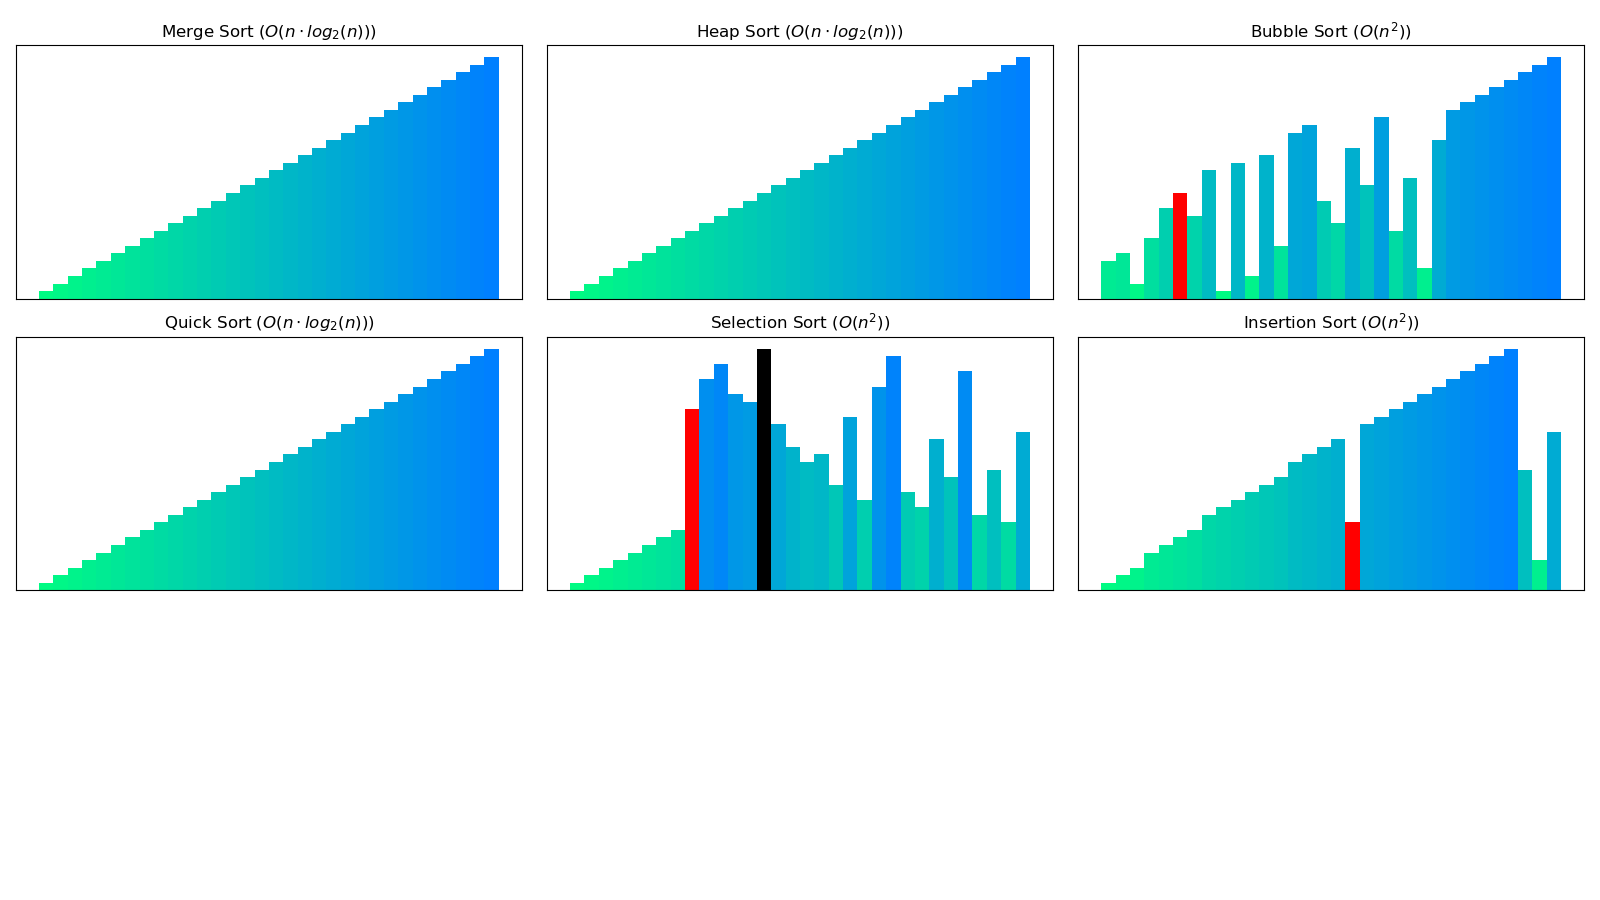 Merge Sort (O(n · log₂(n)))
Heap Sort (O(n · log₂(n)))
Bubble Sort (O(n²))
Quick Sort (O(n · log₂(n)))
Selection Sort (O(n²))
Insertion Sort (O(n²))